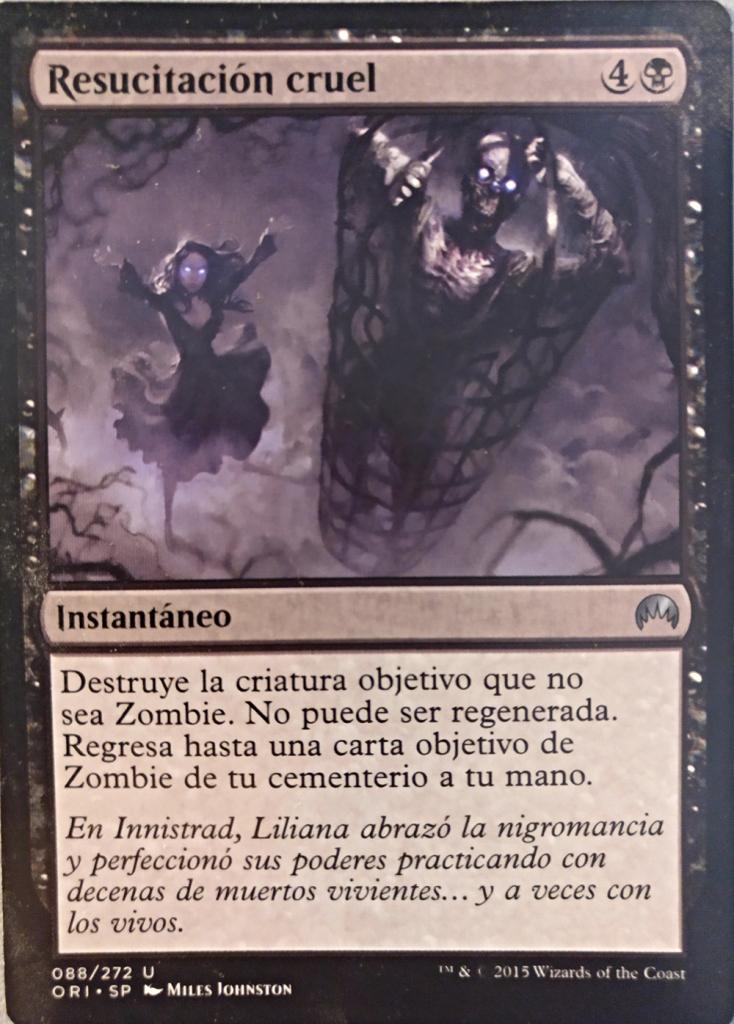 Resucitación cruel 4
Instantáneo
Destruye la criatura objetivo que no
sea Zombie. No puede ser regenerada.
Regresa hasta una carta objetivo de
Zombie de tu cementerio a tu mano.
En Innistrad, Liliana abrazó la nigromancia
y perfeccionó sus poderes practicando con
decenas de muertos vivientes... y a veces con
los vivos.
088/272 U
ORI • SP Miles Johnston
™ & © 2015 Wizards of the Coast